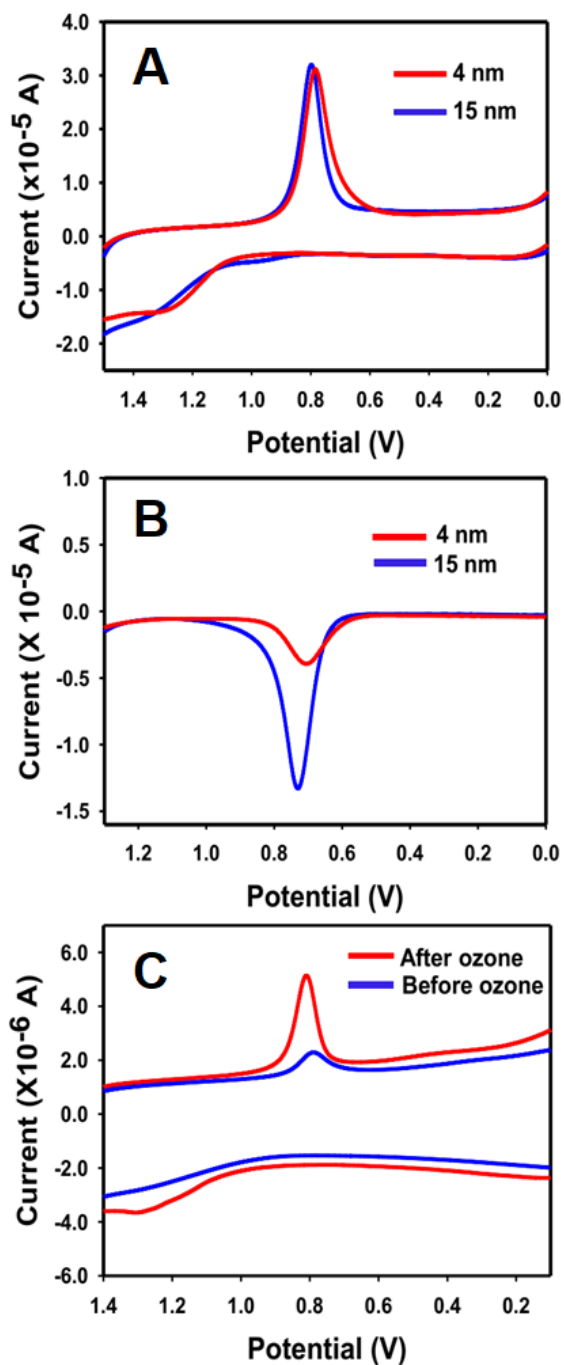 A
4 nm
15 nm
4.0
3.0
2.0
1.0
0.0
-1.0
-2.0
Current (x10-5 A)
1.4 1.2 1.0 0.8 0.6 0.4 0.2 0.0
Potential (V)
B
4 nm
15 nm
1.0
0.5
0.0
-0.5
-1.0
-1.5
Current (X 10-5 A)
1.2 1.0 0.8 0.6 0.4 0.2 0.0
Potential (V)
C
After ozone
Before ozone
6.0
4.0
2.0
0.0
-2.0
-4.0
-6.0
Current (X10-6 A)
1.4 1.2 1.0 0.8 0.6 0.4 0.2
Potential (V)